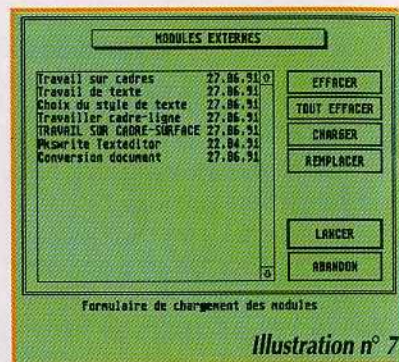 MODULES EXTERNES
Travail sur cadres 27.06.91
Travail de texte 27.06.91
Choix du style de texte 27.06.91
Travailler cadre-ligne 27.06.91
TRAVAIL SUR CADRE-SURFACE 27.06.91
Pkswrite Texteditor 22.04.91
Conversion document 27.06.91
EFFACER
TOUT EFFACER
CHARGER
REMPLACER
LANCER
ABANDON
Formulaire de chargement des modules
Illustration n° 7